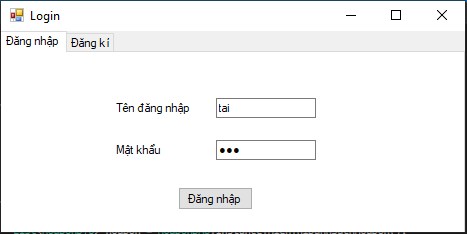 Login
Đăng nhập Đăng kí
Tên đăng nhập tai
Mật khẩu •••
Đăng nhập